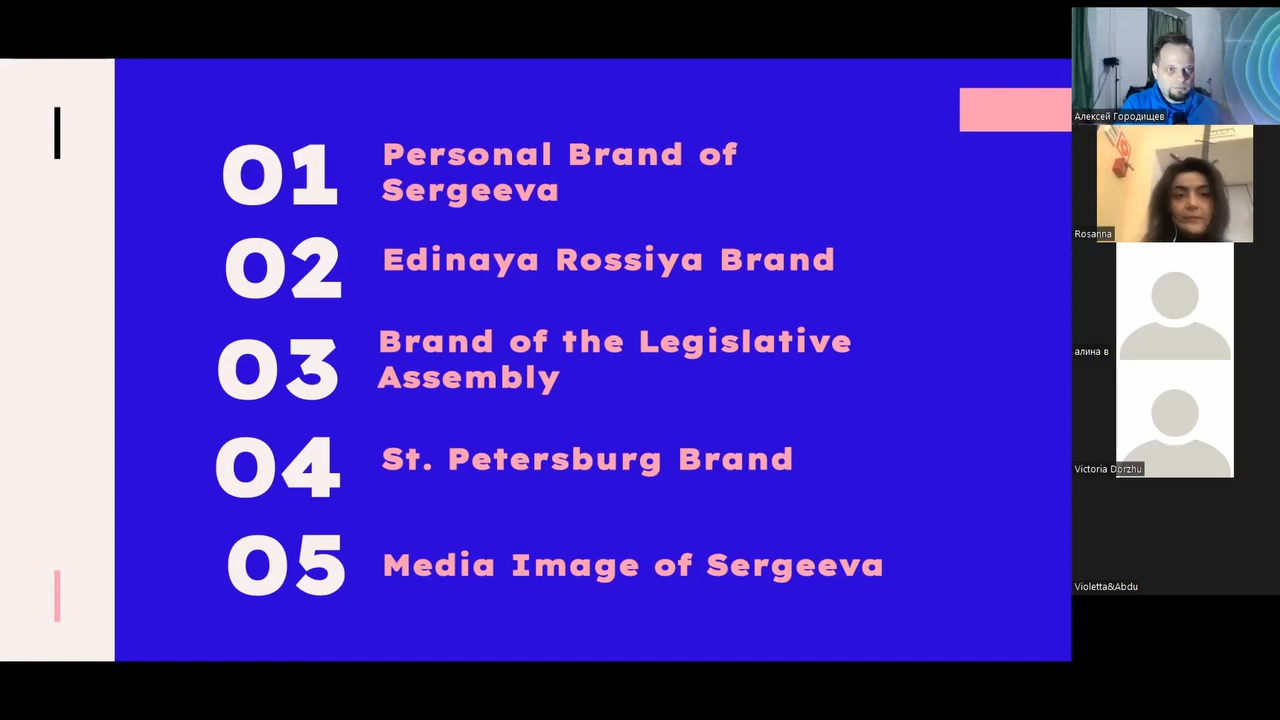 01
Personal Brand of
Sergeeva
02
Edinaya Rossiya Brand
03
Brand of the Legislative
Assembly
04
St. Petersburg Brand
05
Media Image of Sergeeva
Алексей Городищев
Rosanna
алина в
Victoria Dorzhu
Violetta&Abdu